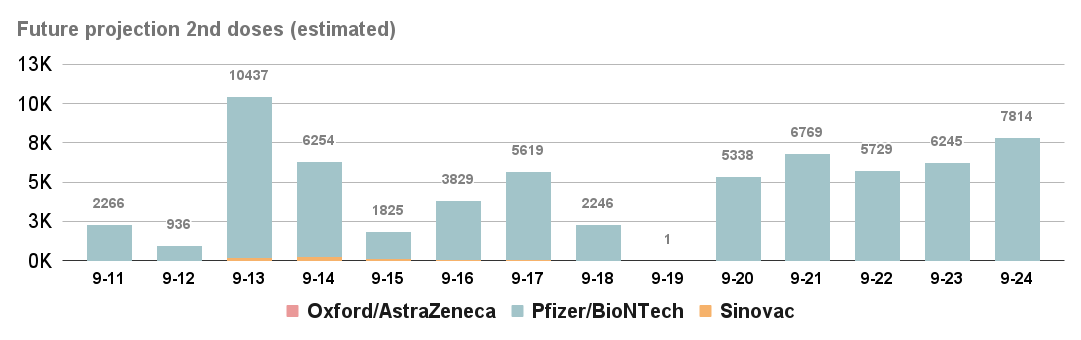 Future projection 2nd doses (estimated)
13K
10K
8K
5K
3K
0K
2266
936
10437
6254
1825
3829
5619
2246
1
5338
6769
5729
6245
7814
9-11 9-12 9-13 9-14 9-15 9-16 9-17 9-18 9-19 9-20 9-21 9-22 9-23 9-24
Oxford/AstraZeneca Pfizer/BioNTech Sinovac